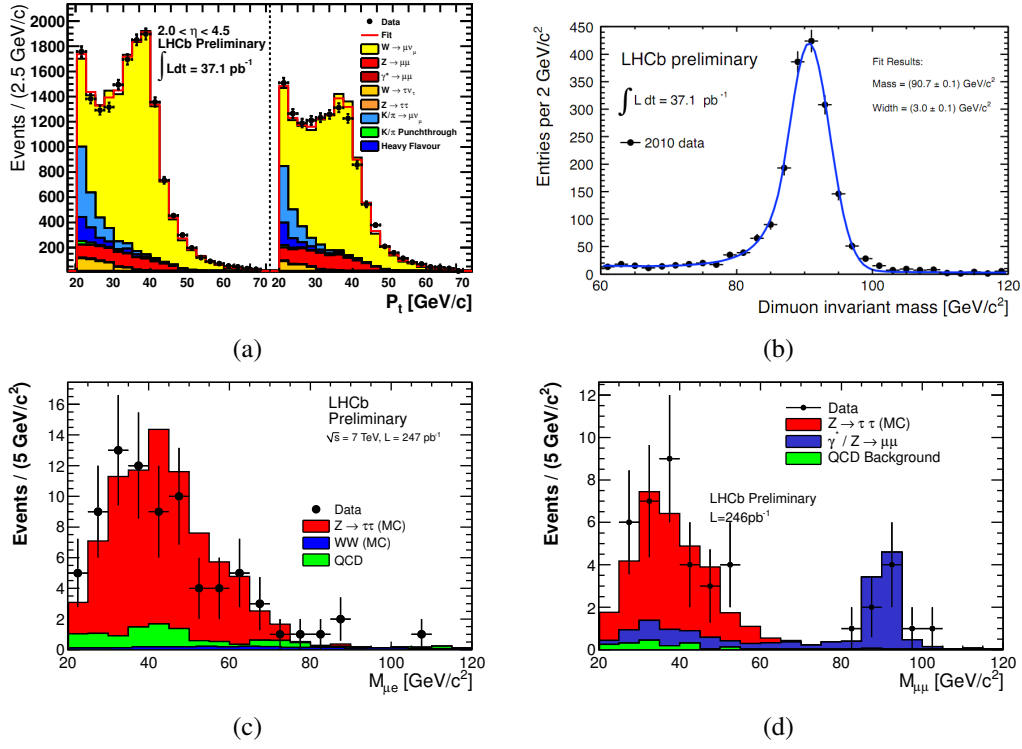 Events / (2.5 GeV/c)
2000
1800
1600
1400
1200
1000
800
600
400
200
2.0 < η < 4.5
LHCb Preliminary
∫Ldt = 37.1 pb⁻¹
Data
Fit
W → μν_μ
Z → μμ
γ* → μμ
W → τν_τ
Z → ττ
K/π → μν_μ
K/π Punchthrough
Heavy Flavour
20 30 40 50 60 70 20 30 40 50 60 70
P_t [GeV/c]
(a)
Entries per 2 GeV/c²
450
400
350
300
250
200
150
100
50
0
LHCb preliminary
∫ L dt = 37.1 pb⁻¹
2010 data
Fit Results:
Mass = (90.7 ± 0.1) GeV/c²
Width = (3.0 ± 0.1) GeV/c²
60 80 100 120
Dimuon invariant mass [GeV/c²]
(b)
Events / (5 GeV/c²)
16
14
12
10
8
6
4
2
0
LHCb
Preliminary
√s = 7 TeV, L = 247 pb⁻¹
Data
Z → ττ (MC)
WW (MC)
QCD
20 40 60 80 100 120
M_μe [GeV/c²]
(c)
Events / (5 GeV/c²)
12
10
8
6
4
2
0
Data
Z → τ τ (MC)
γ* / Z → μμ
QCD Background
LHCb Preliminary
L=246pb⁻¹
20 40 60 80 100 120
M_μμ [GeV/c²]
(d)